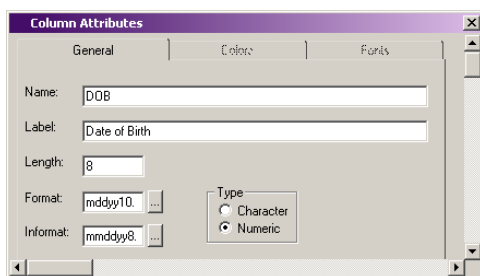 Column Attributes
General Colors Fonts
Name: DOB
Label: Date of Birth
Length: 8
Format: mddyy10. ...
Type
Character
Numeric
Informat: mmddyy8. ...